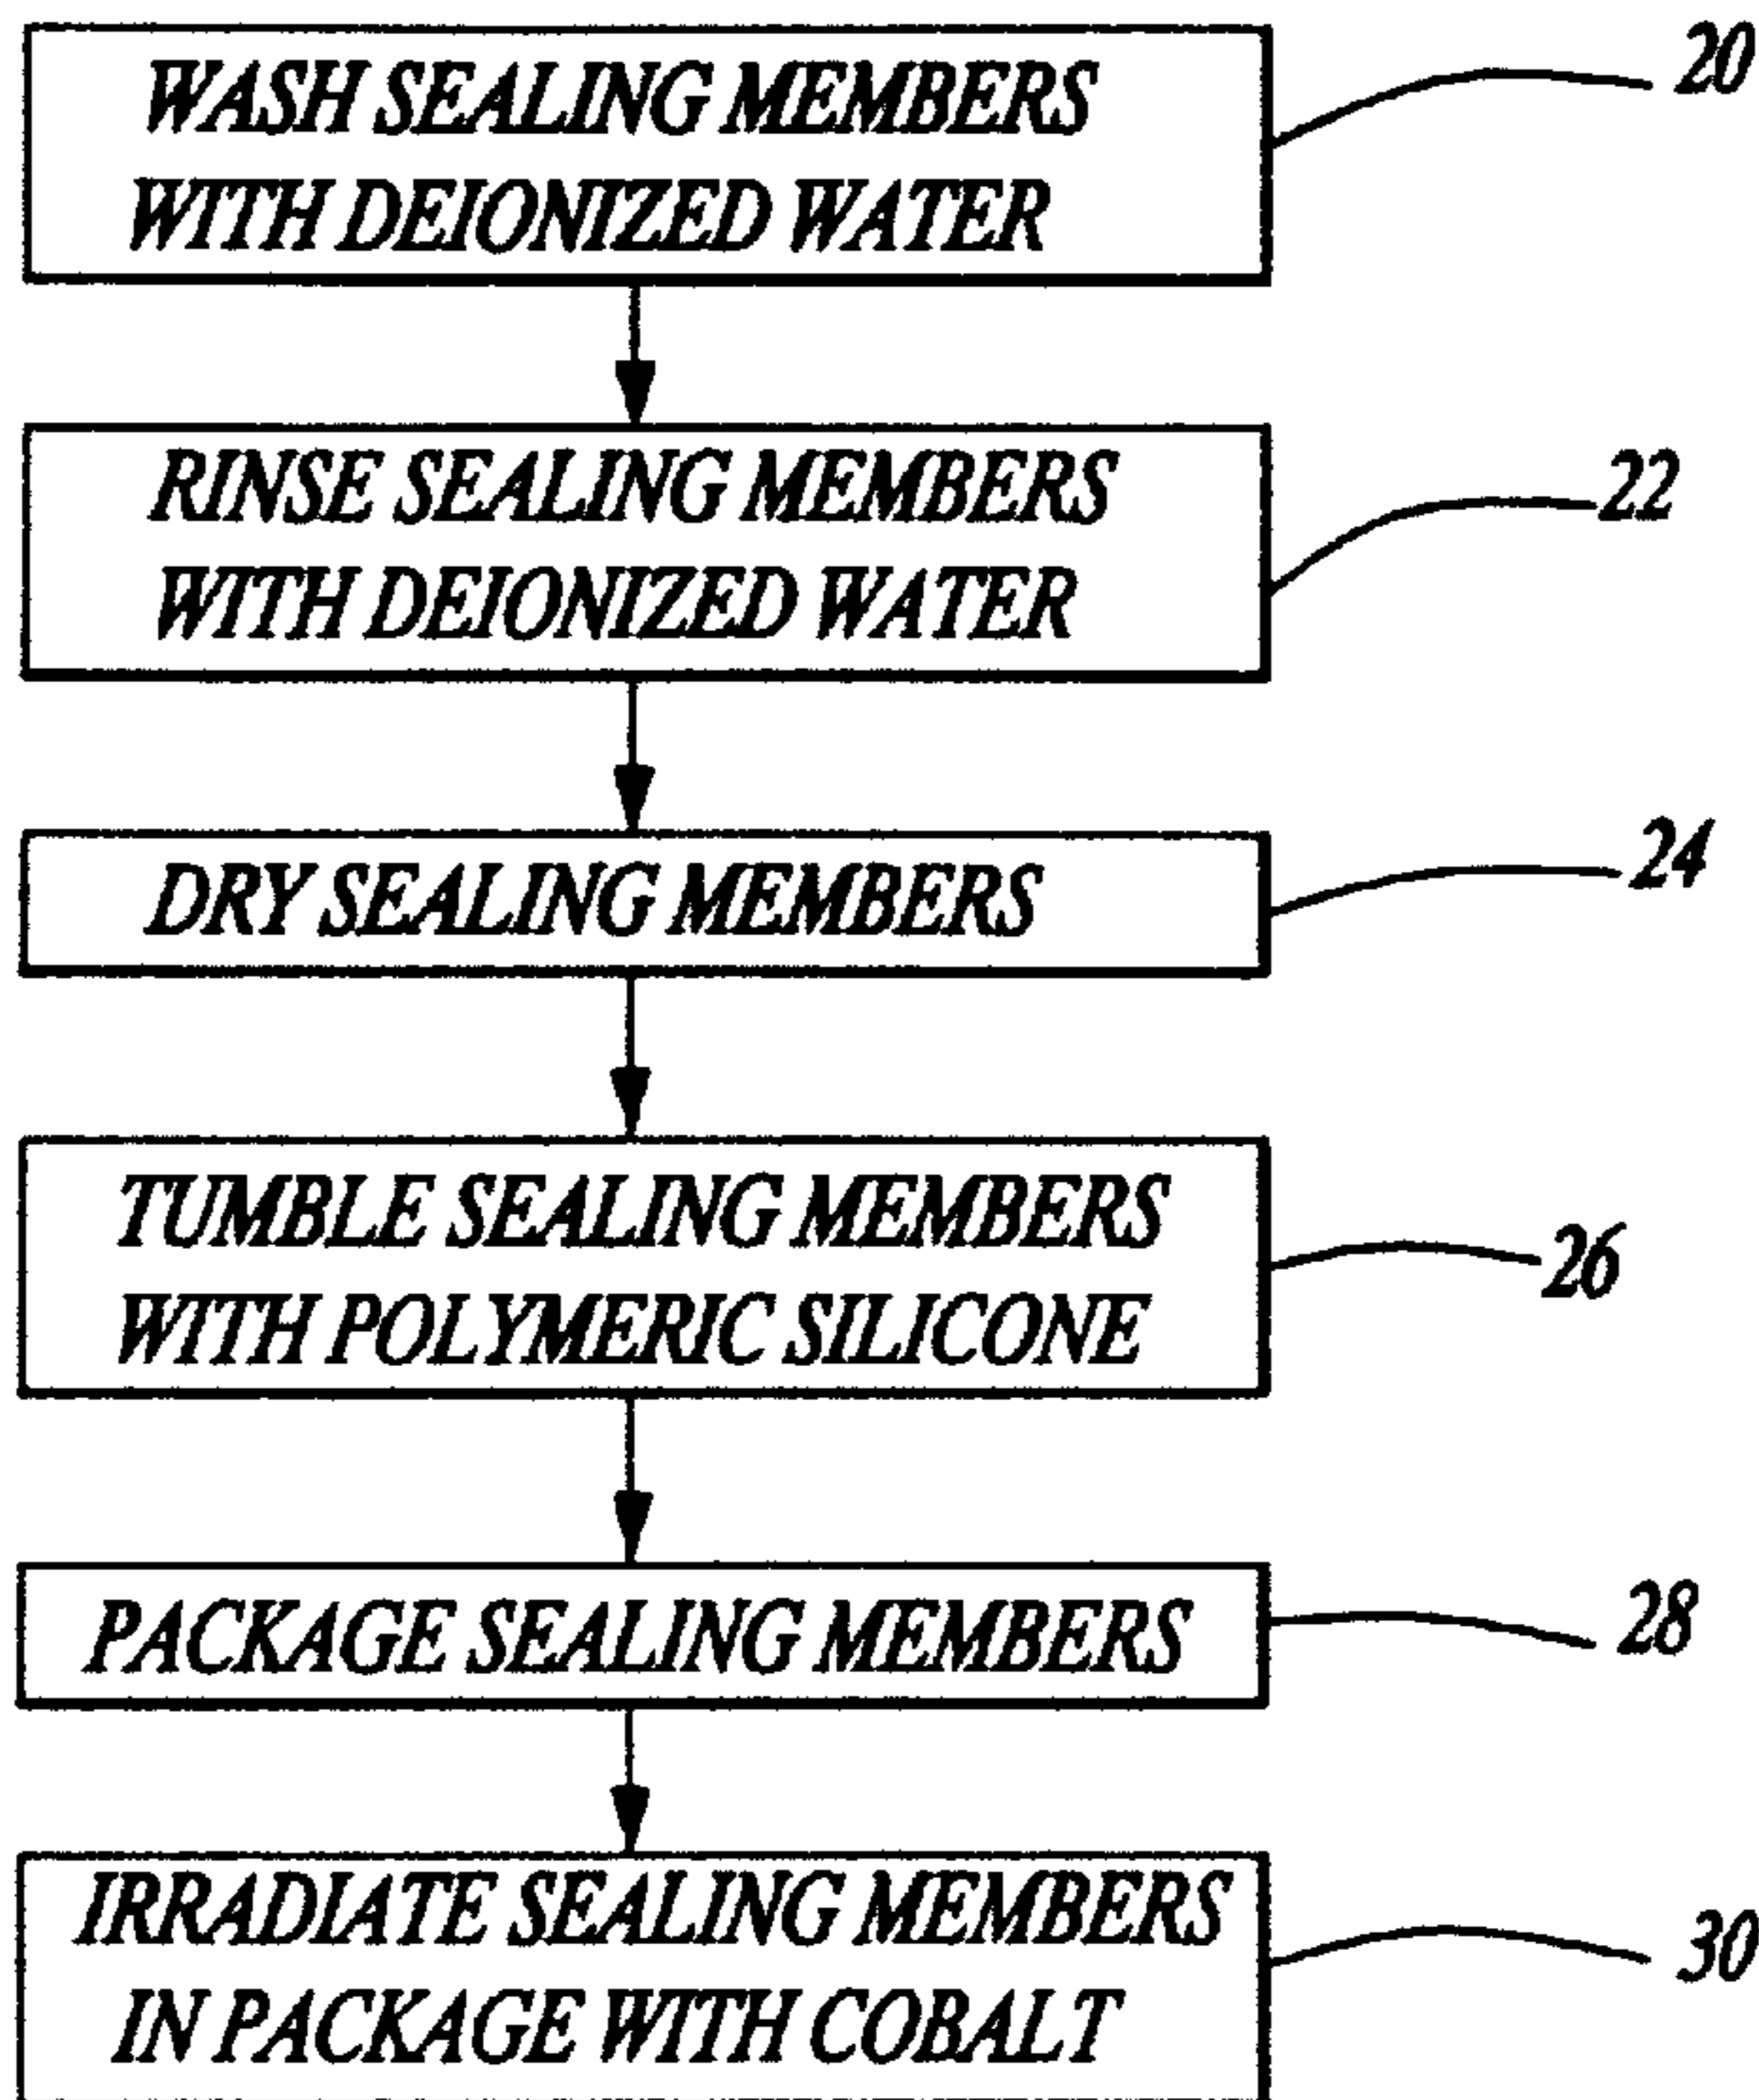 WASH SEALING MEMBERS
WITH DEIONIZED WATER
20
RINSE SEALING MEMBERS
WITH DEIONIZED WATER
22
DRY SEALING MEMBERS
24
TUMBLE SEALING MEMBERS
WITH POLYMERIC SILICONE
26
PACKAGE SEALING MEMBERS
28
IRRADIATE SEALING MEMBERS
IN PACKAGE WITH COBALT
30